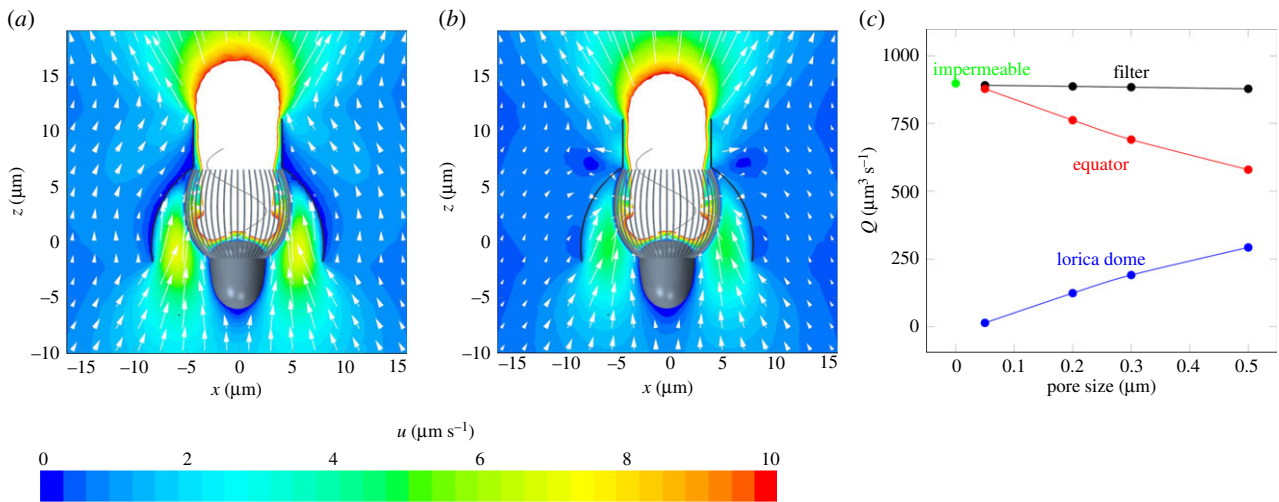 (a)
15
10
5
0
–5
–10
z (µm)
–15 –10 –5 0 5 10 15
x (µm)
(b)
15
10
5
0
–5
–10
z (µm)
–15 –10 –5 0 5 10 15
x (µm)
(c)
1000
750
500
250
0
Q (µm³ s⁻¹)
impermeable
filter
equator
lorica dome
0 0.1 0.2 0.3 0.4 0.5
pore size (µm)
u (µm s⁻¹)
0 2 4 6 8 10